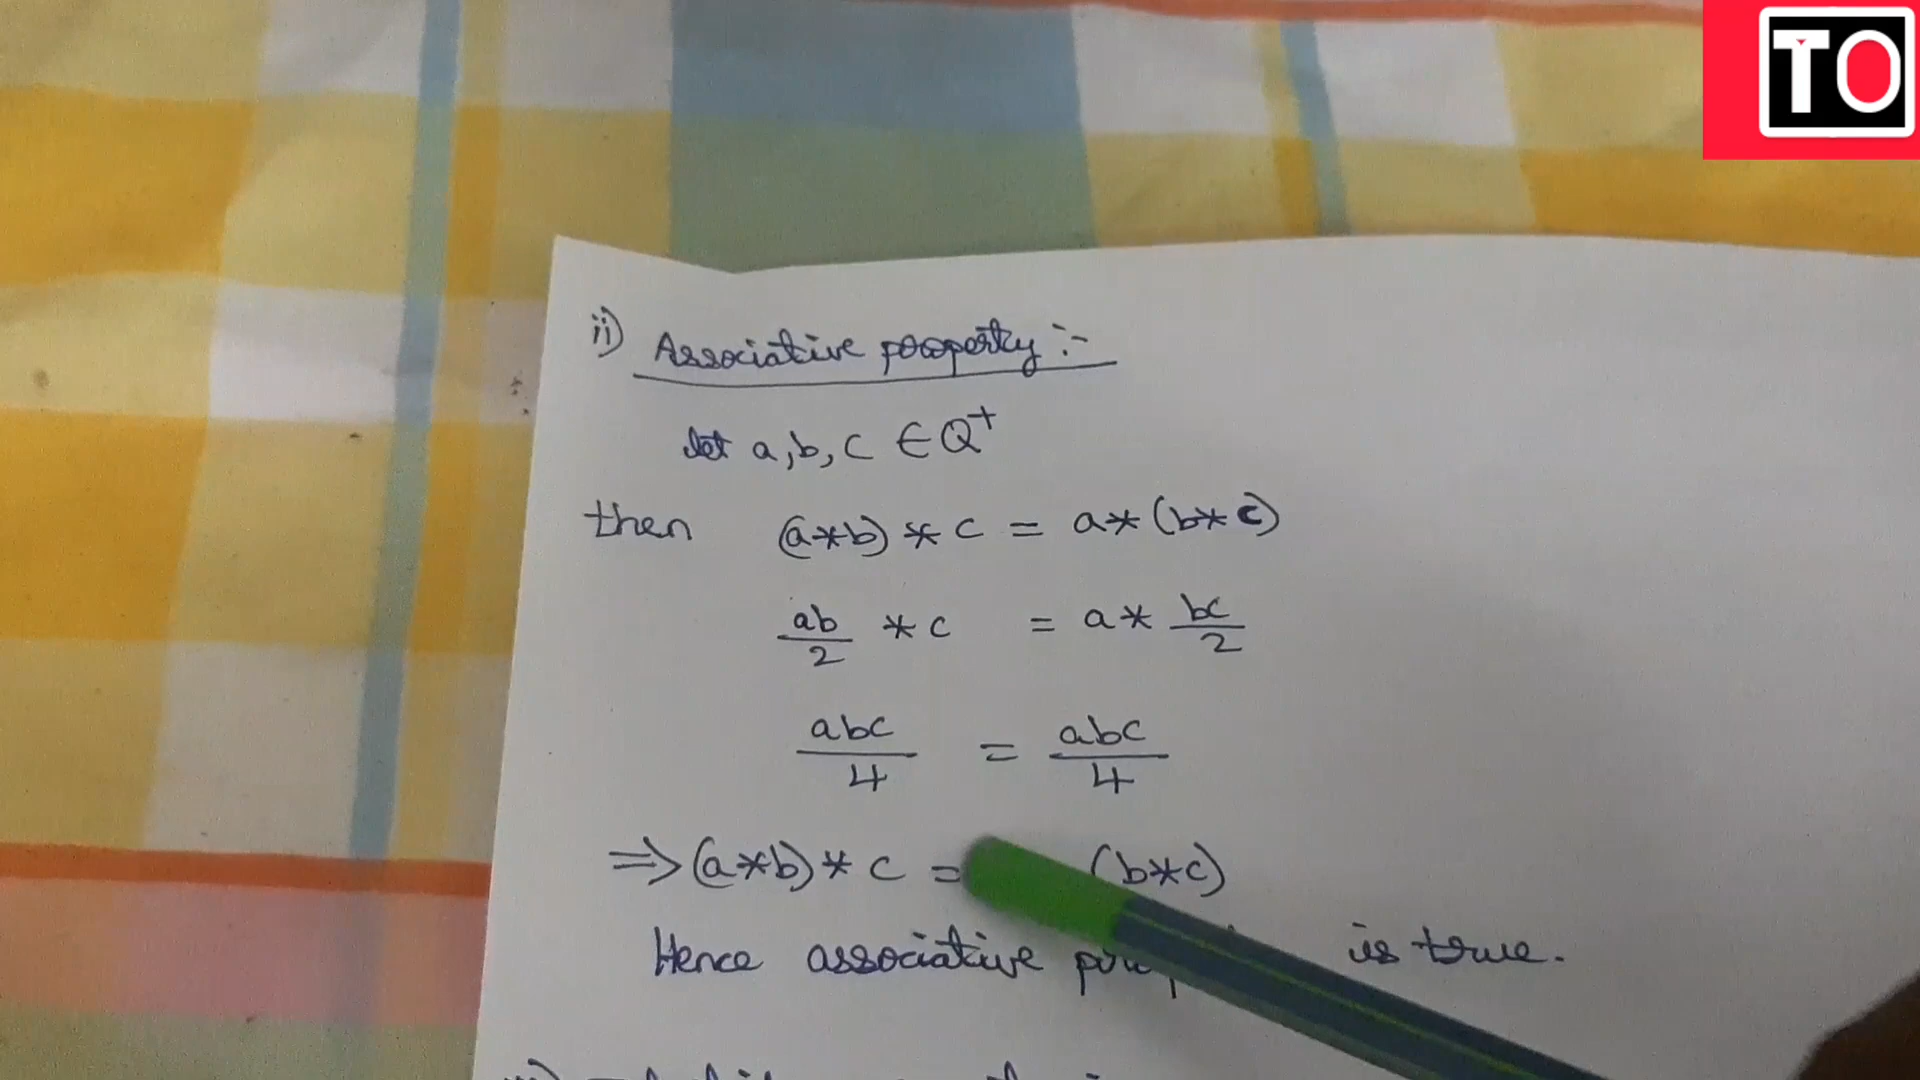 TO
ii) Associative property :-
let a, b, c ∈ Q⁺
then (a*b) * c = a* (b* c)
ab/2 * c = a* bc/2
abc/4 = abc/4
⇒ (a*b) * c = (b*c)
Hence associative is true.